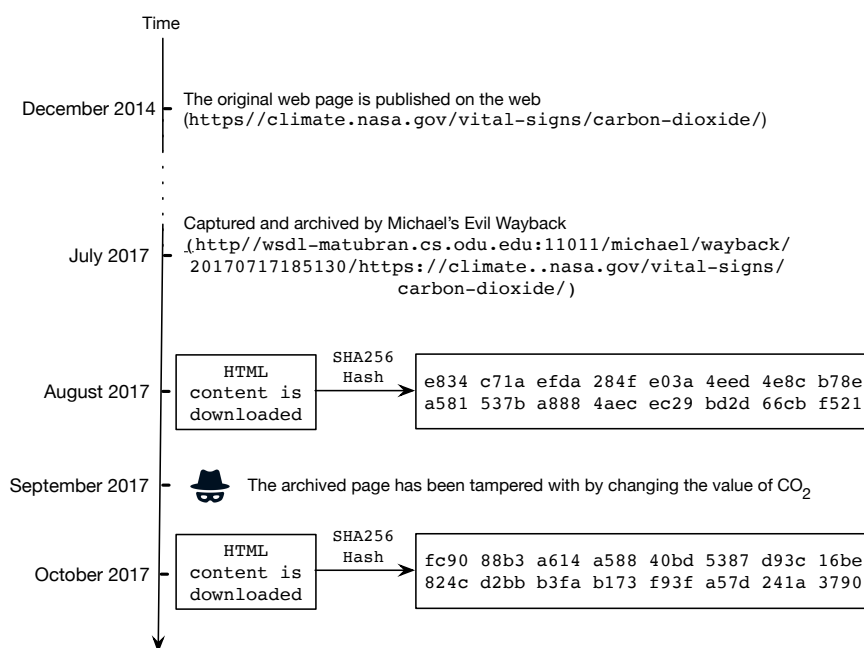 Time
December 2014
The original web page is published on the web
(https//climate.nasa.gov/vital-signs/carbon-dioxide/)
July 2017
Captured and archived by Michael's Evil Wayback
(http//wsdl-matubran.cs.odu.edu:11011/michael/wayback/
20170717185130/https://climate..nasa.gov/vital-signs/
carbon-dioxide/)
August 2017
HTML
content is
downloaded
SHA256
Hash
e834 c71a efda 284f e03a 4eed 4e8c b78e
a581 537b a888 4aec ec29 bd2d 66cb f521
September 2017
The archived page has been tampered with by changing the value of CO2
October 2017
HTML
content is
downloaded
SHA256
Hash
fc90 88b3 a614 a588 40bd 5387 d93c 16be
824c d2bb b3fa b173 f93f a57d 241a 3790